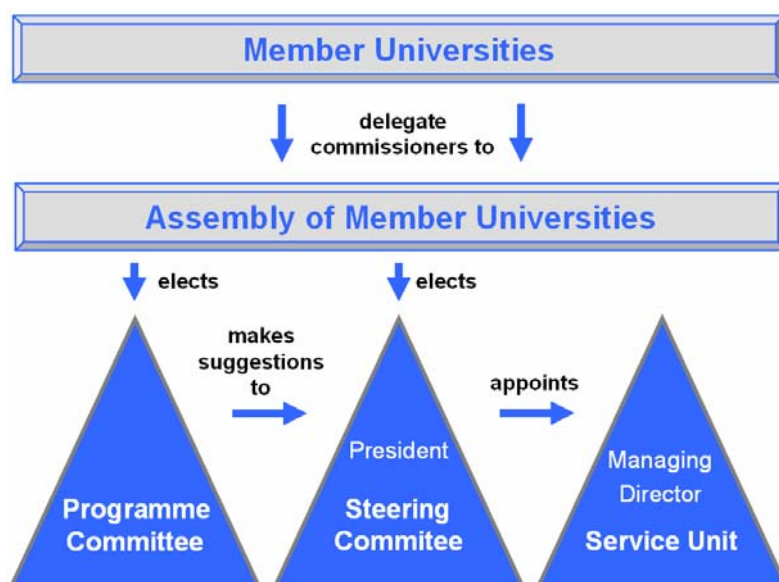 Member Universities
delegate
commissioners to
Assembly of Member Universities
elects
elects
makes
suggestions
to
appoints
Programme
Committee
President
Steering
Commitee
Managing
Director
Service Unit